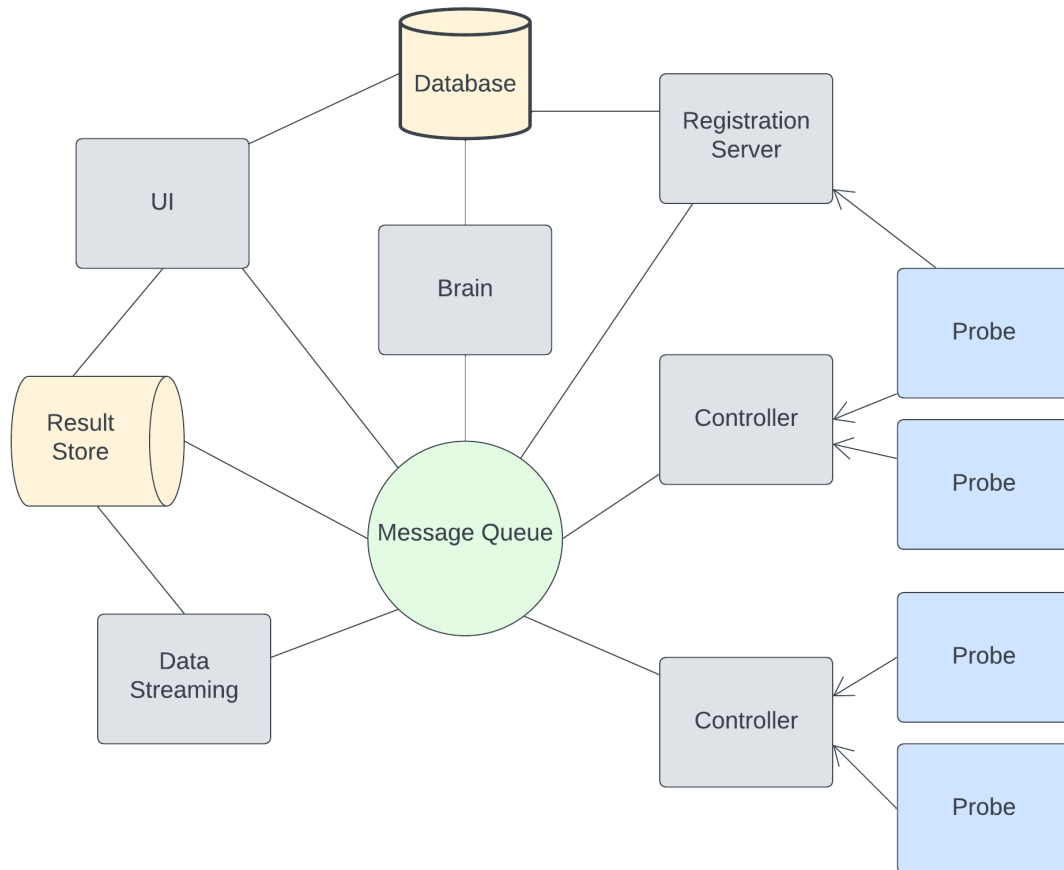 Database
Registration
Server
UI
Brain
Probe
Controller
Result
Store
Probe
Message Queue
Data
Streaming
Probe
Controller
Probe